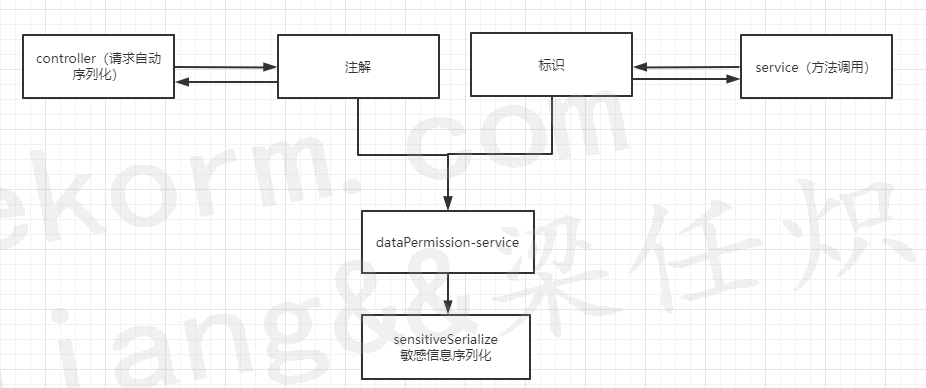 controller（请求自动
序列化）
注解
标识
service（方法调用）
dataPermission-service
sensitiveSerialize
敏感信息序列化
ekorm.com
iang&&梁任炽